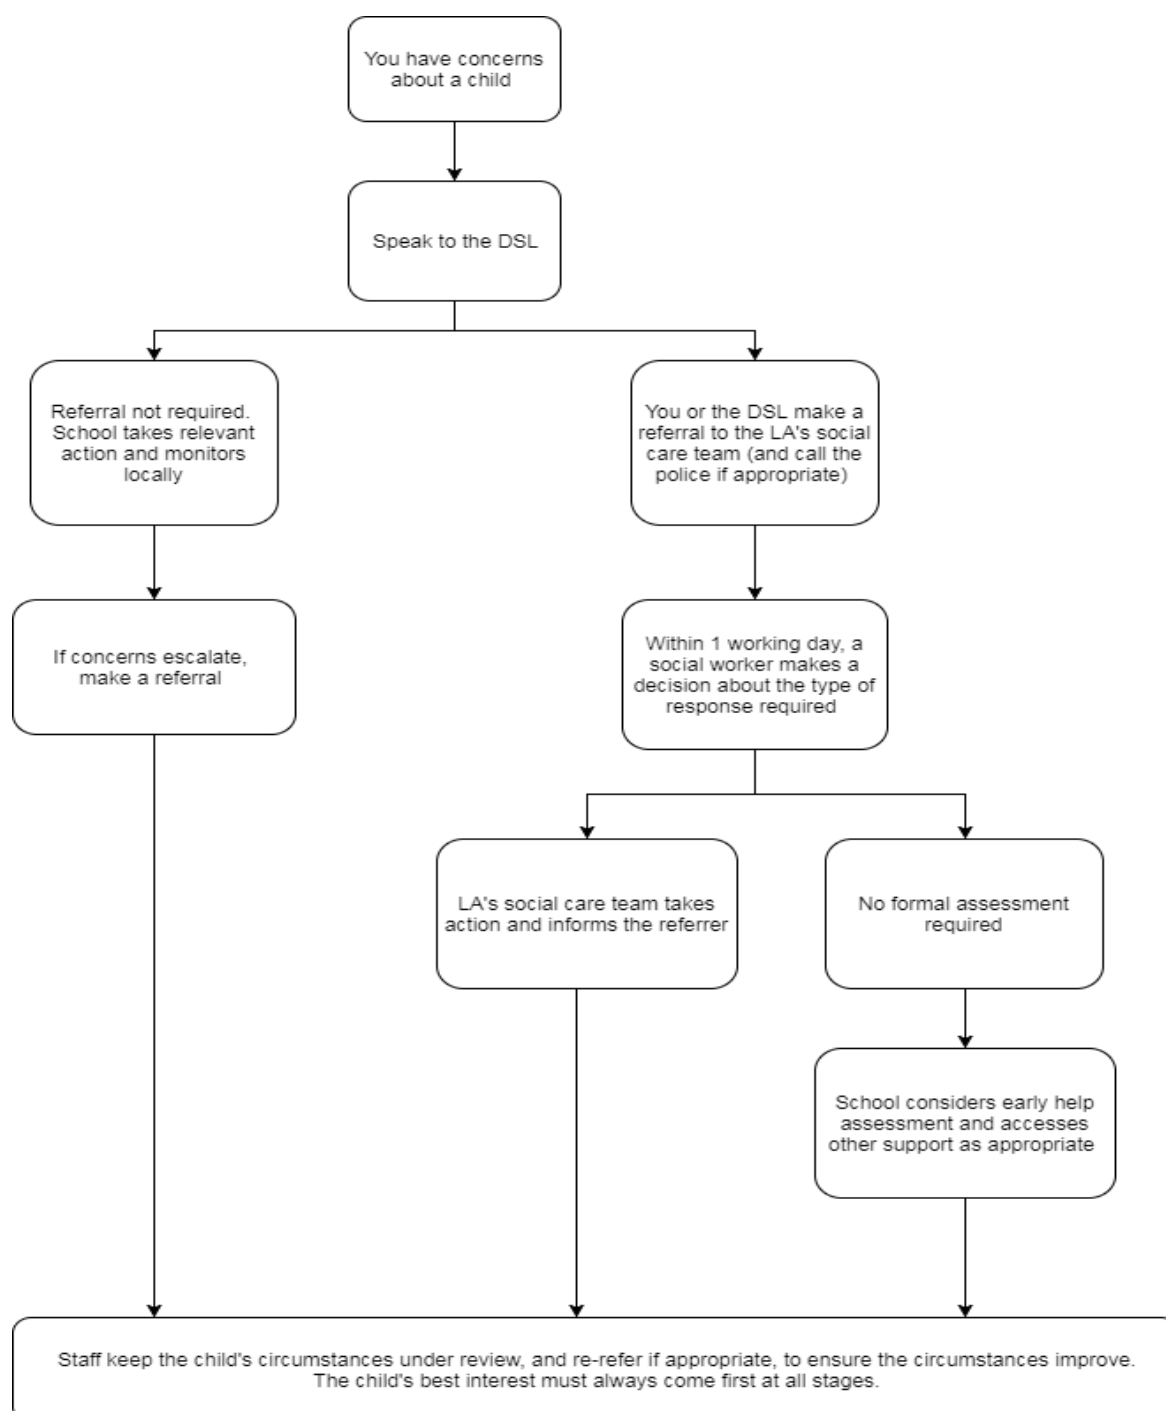 You have concerns
about a child
Speak to the DSL
Referral not required.
School takes relevant
action and monitors
locally
You or the DSL make a
referral to the LA's social
care team (and call the
police if appropriate)
If concerns escalate,
make a referral
Within 1 working day, a
social worker makes a
decision about the type of
response required
LA's social care team takes
action and informs the referrer
No formal assessment
required
School considers early help
assessment and accesses
other support as appropriate
Staff keep the child's circumstances under review, and re-refer if appropriate, to ensure the circumstances improve.
The child's best interest must always come first at all stages.